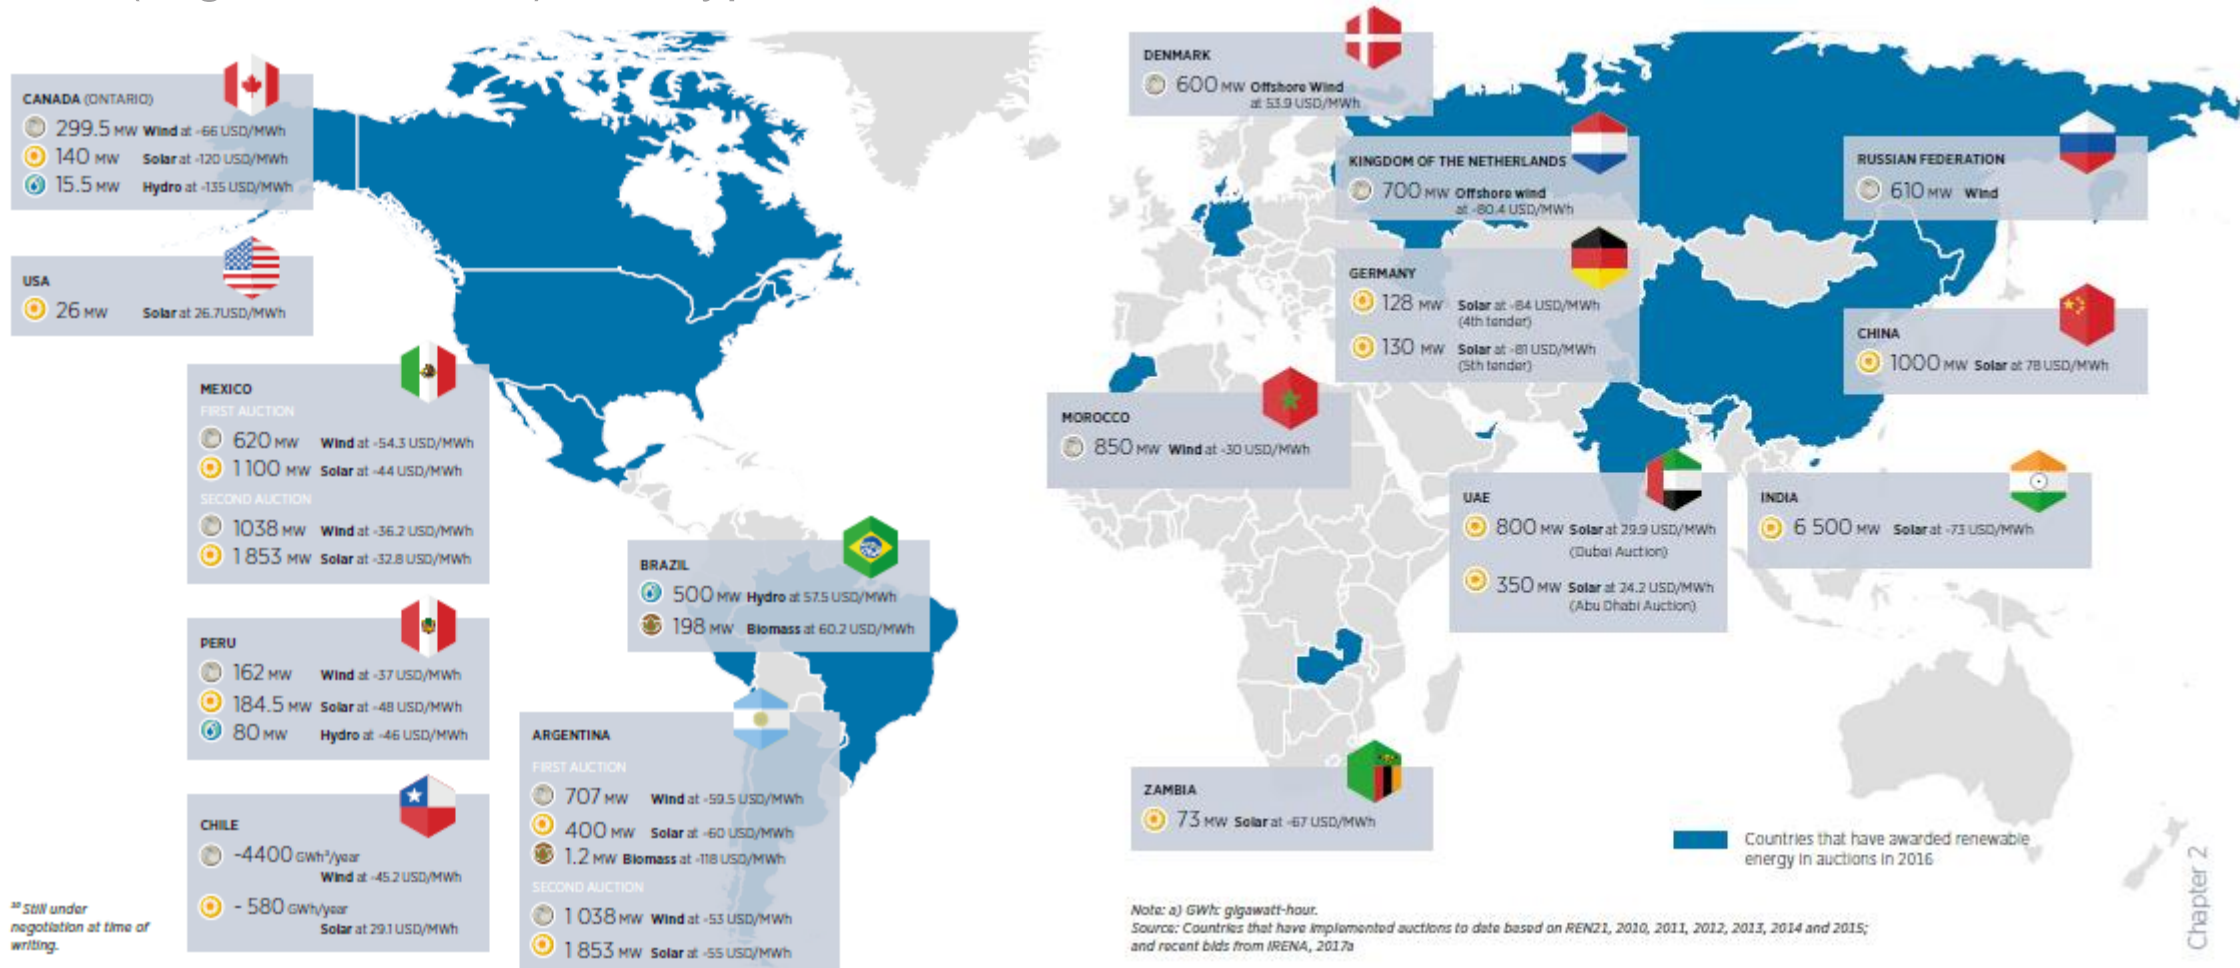 CANADA (ONTARIO)
299.5 MW Wind at ~66 USD/MWh
140 MW Solar at ~120 USD/MWh
15.5 MW Hydro at ~135 USD/MWh
USA
26 MW Solar at 26.7USD/MWh
MEXICO
FIRST AUCTION
620 MW Wind at ~54.3 USD/MWh
1100 MW Solar at ~44 USD/MWh
SECOND AUCTION
1038 MW Wind at ~36.2 USD/MWh
1 853 MW Solar at ~32.8 USD/MWh
PERU
162 MW Wind at ~37 USD/MWh
184.5 MW Solar at ~48 USD/MWh
80 MW Hydro at ~46 USD/MWh
CHILE
~4400 GWhª/year
Wind at ~45.2 USD/MWh
~ 580 GWh/year
Solar at 29.1 USD/MWh
BRAZIL
500 MW Hydro at 57.5 USD/MWh
198 MW Biomass at 60.2 USD/MWh
ARGENTINA
FIRST AUCTION
707 MW Wind at ~59.5 USD/MWh
400 MW Solar at ~60 USD/MWh
1.2 MW Biomass at ~118 USD/MWh
SECOND AUCTION
1 038 MW Wind at ~53 USD/MWh
1 853 MW Solar at ~55 USD/MWh
10 Still under
negotiation at time of
writing.
DENMARK
600 MW Offshore Wind
at 53.9 USD/MWh
KINGDOM OF THE NETHERLANDS
700 MW Offshore wind
at ~80.4 USD/MWh
GERMANY
128 MW Solar at ~84 USD/MWh
(4th tender)
130 MW Solar at ~81 USD/MWh
(5th tender)
RUSSIAN FEDERATION
610 MW Wind
CHINA
1000 MW Solar at 78 USD/MWh
MOROCCO
850 MW Wind at ~30 USD/MWh
UAE
800 MW Solar at 29.9 USD/MWh
(Dubai Auction)
350 MW Solar at 24.2 USD/MWh
(Abu Dhabi Auction)
INDIA
6 500 MW Solar at ~73 USD/MWh
ZAMBIA
73 MW Solar at ~67 USD/MWh
Countries that have awarded renewable
energy in auctions in 2016
Note: a) GWh: gigawatt-hour.
Source: Countries that have implemented auctions to date based on REN21, 2010, 2011, 2012, 2013, 2014 and 2015;
and recent bids from IRENA, 2017a
Chapter 2